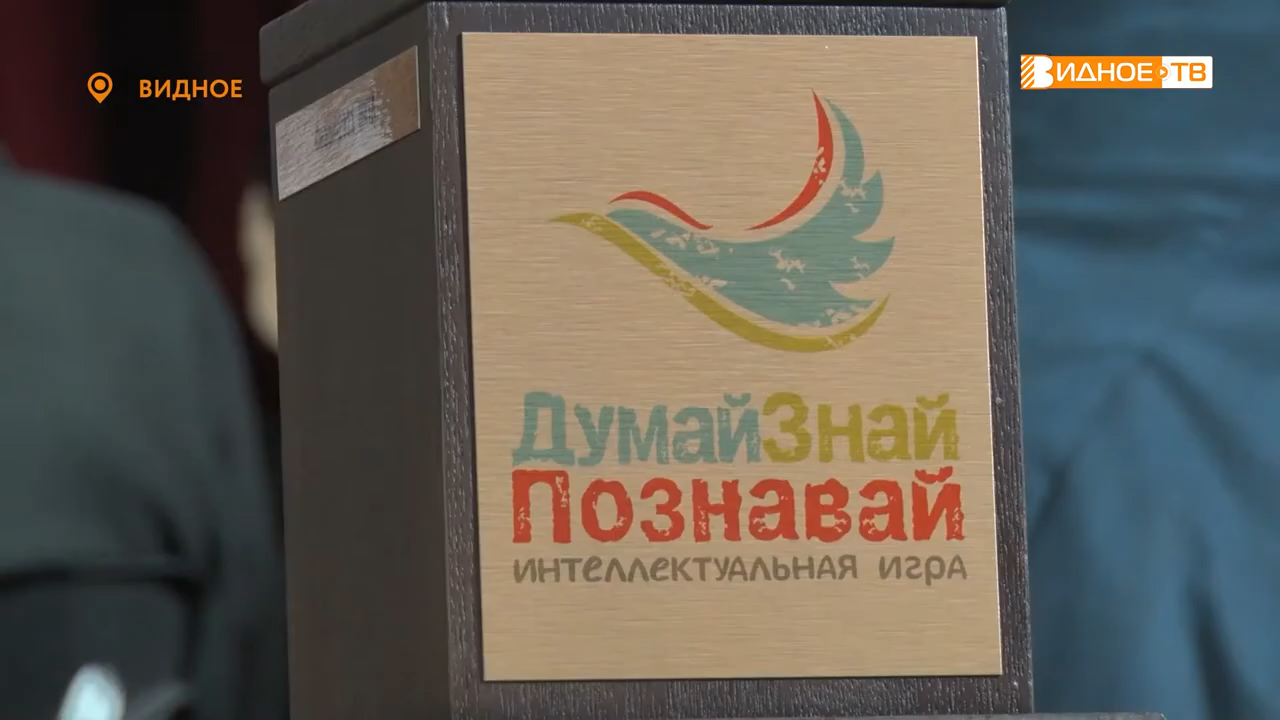 ВИДНОЕ
ВИДНОЕ ТВ
ДумайЗнай
Познавай
интеллектуальная игра